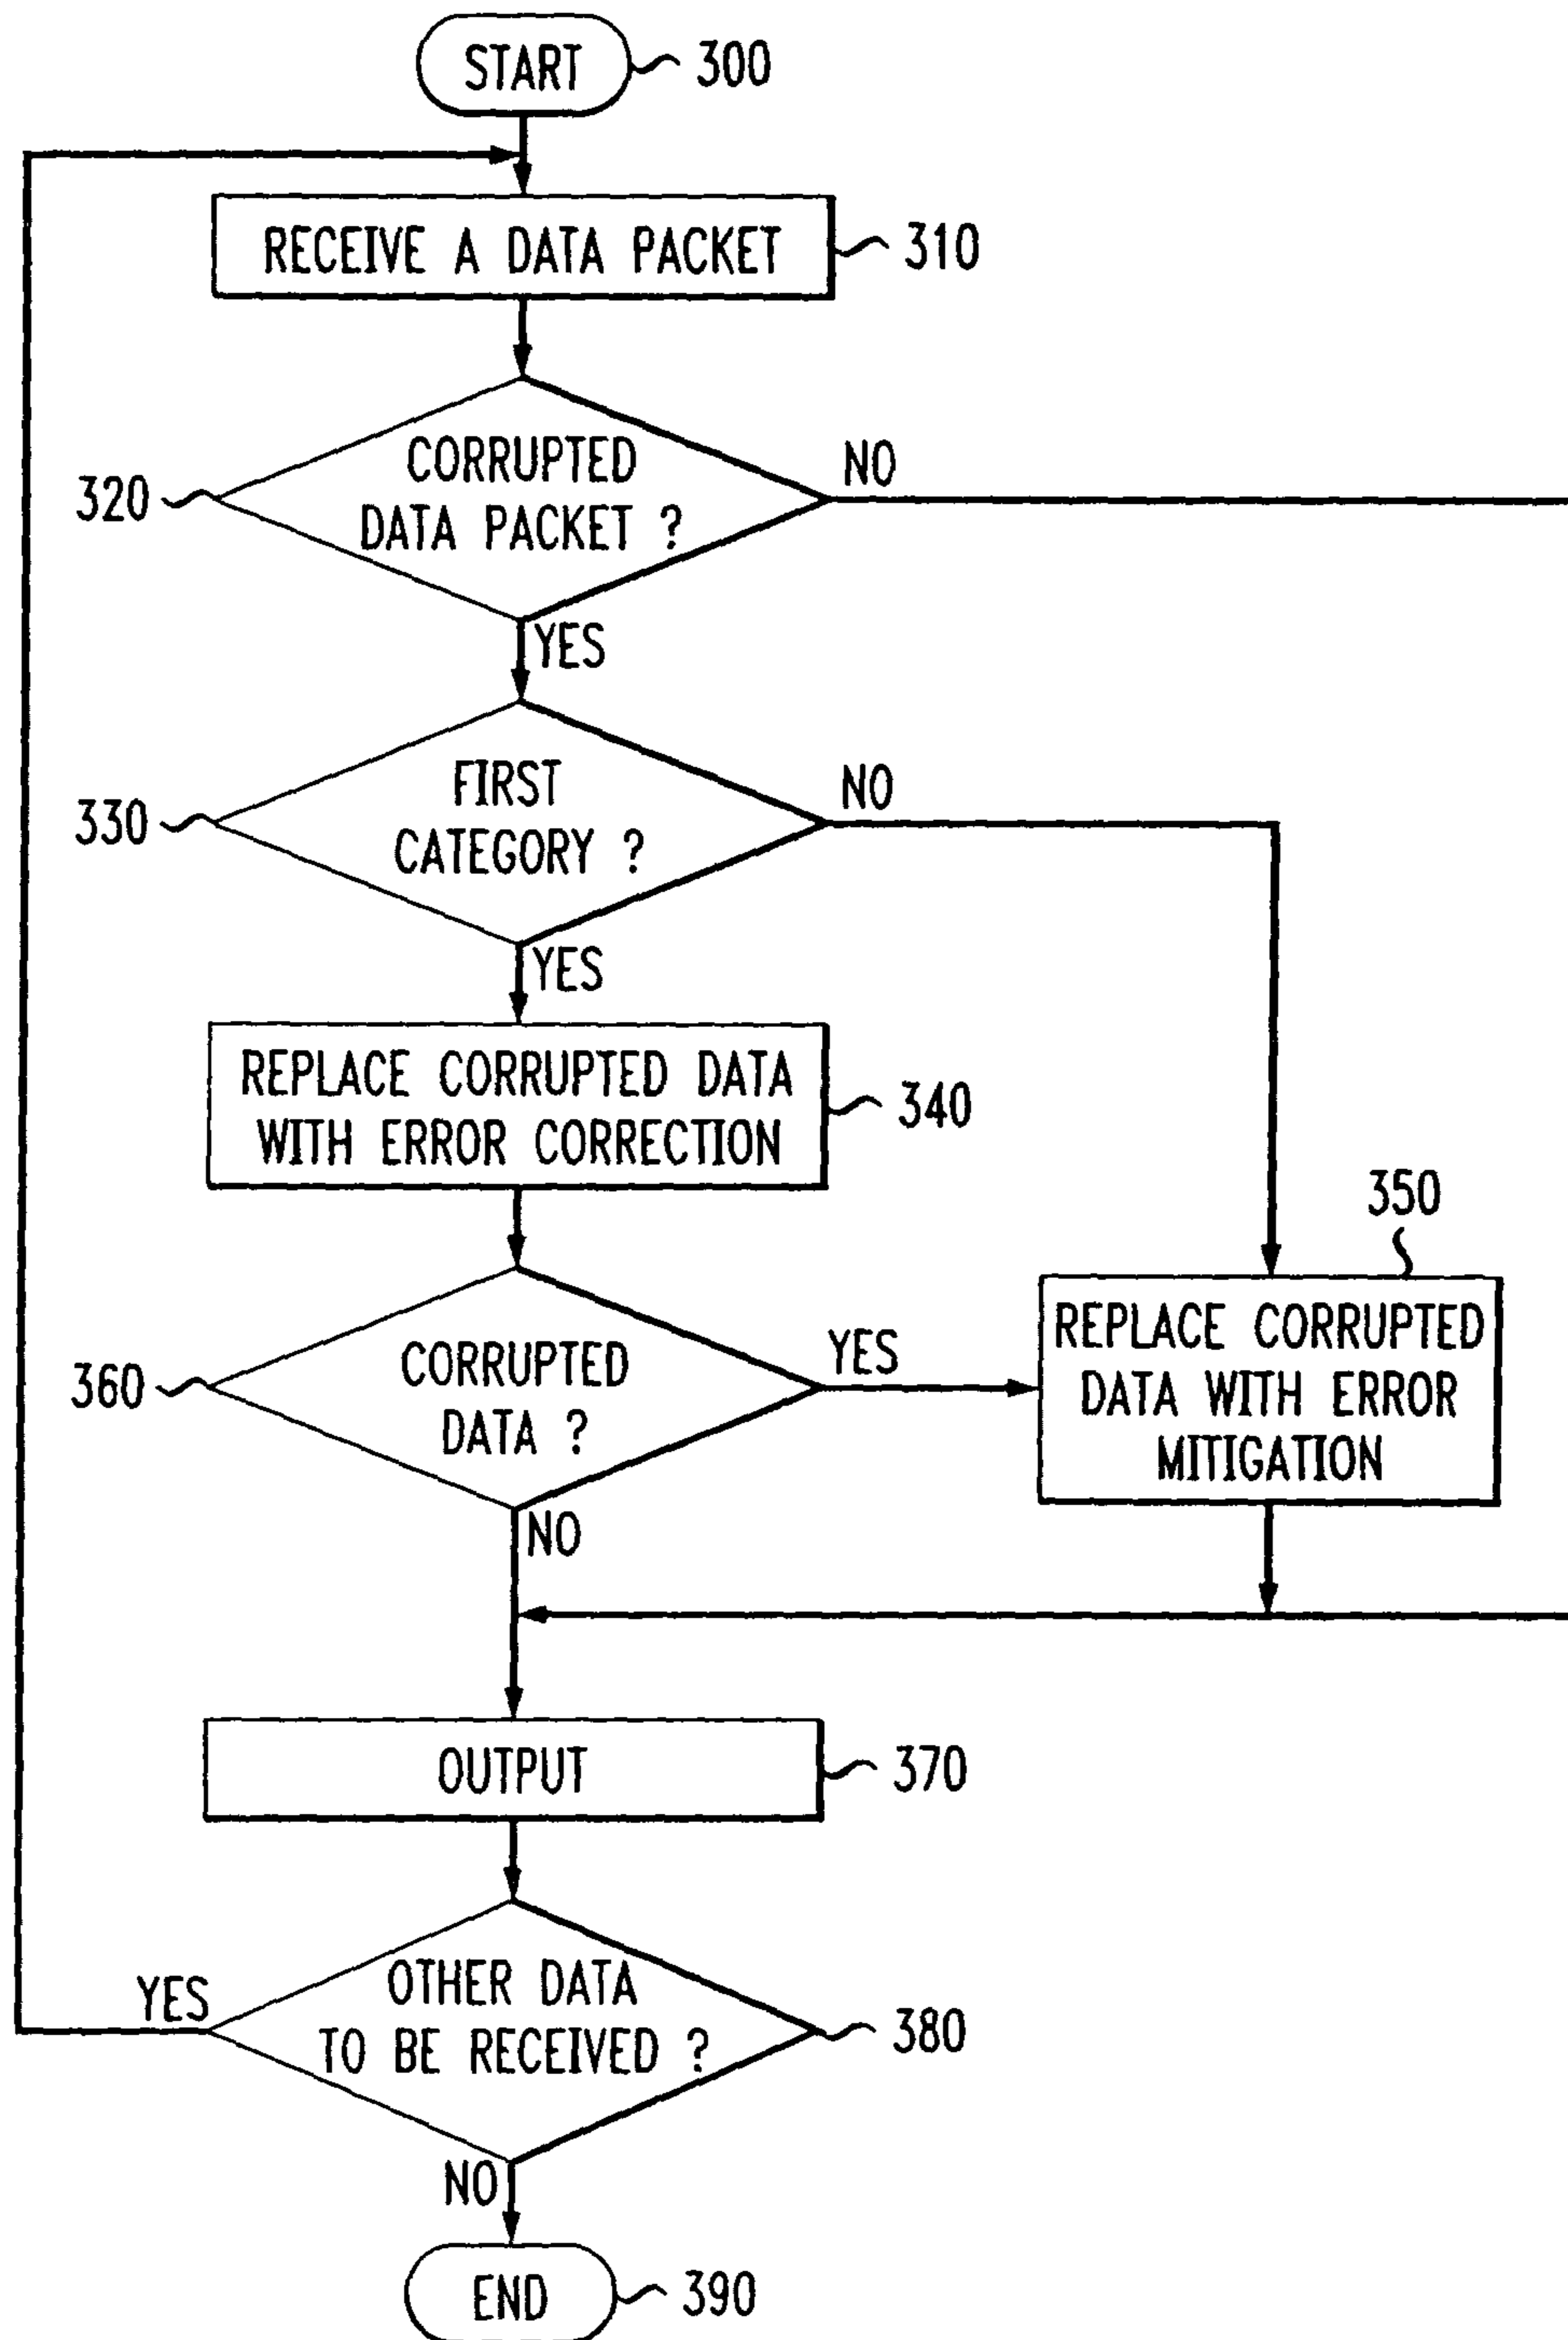 START
300
RECEIVE A DATA PACKET
310
CORRUPTED
DATA PACKET ?
320
NO
YES
FIRST
CATEGORY ?
330
NO
YES
REPLACE CORRUPTED DATA
WITH ERROR CORRECTION
340
350
REPLACE CORRUPTED
DATA WITH ERROR
MITIGATION
CORRUPTED
DATA ?
360
YES
NO
OUTPUT
370
OTHER DATA
TO BE RECEIVED ?
YES
380
NO
END
390